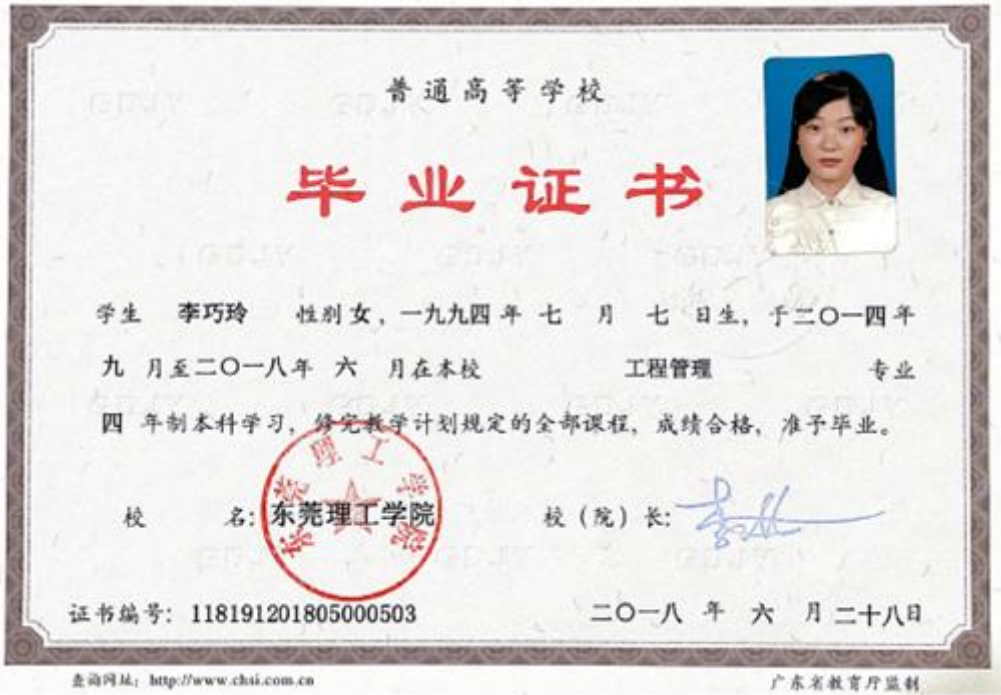 普通高等学校
毕业证书
学生 李巧玲 性别 女，一九九四 年 七 月 七 日生，于二〇一四 年
九 月至二〇一八 年 六 月在本校 工程管理 专业
四 年制本科学习，修完教学计划规定的全部课程，成绩合格，准予毕业。
东莞理工学院
校 名：东莞理工学院 校（院）长：
证书编号：118191201805000503 二〇一八 年 六 月 二十八日
查询网址：http://www.chsi.com.cn 广东省教育厅监制